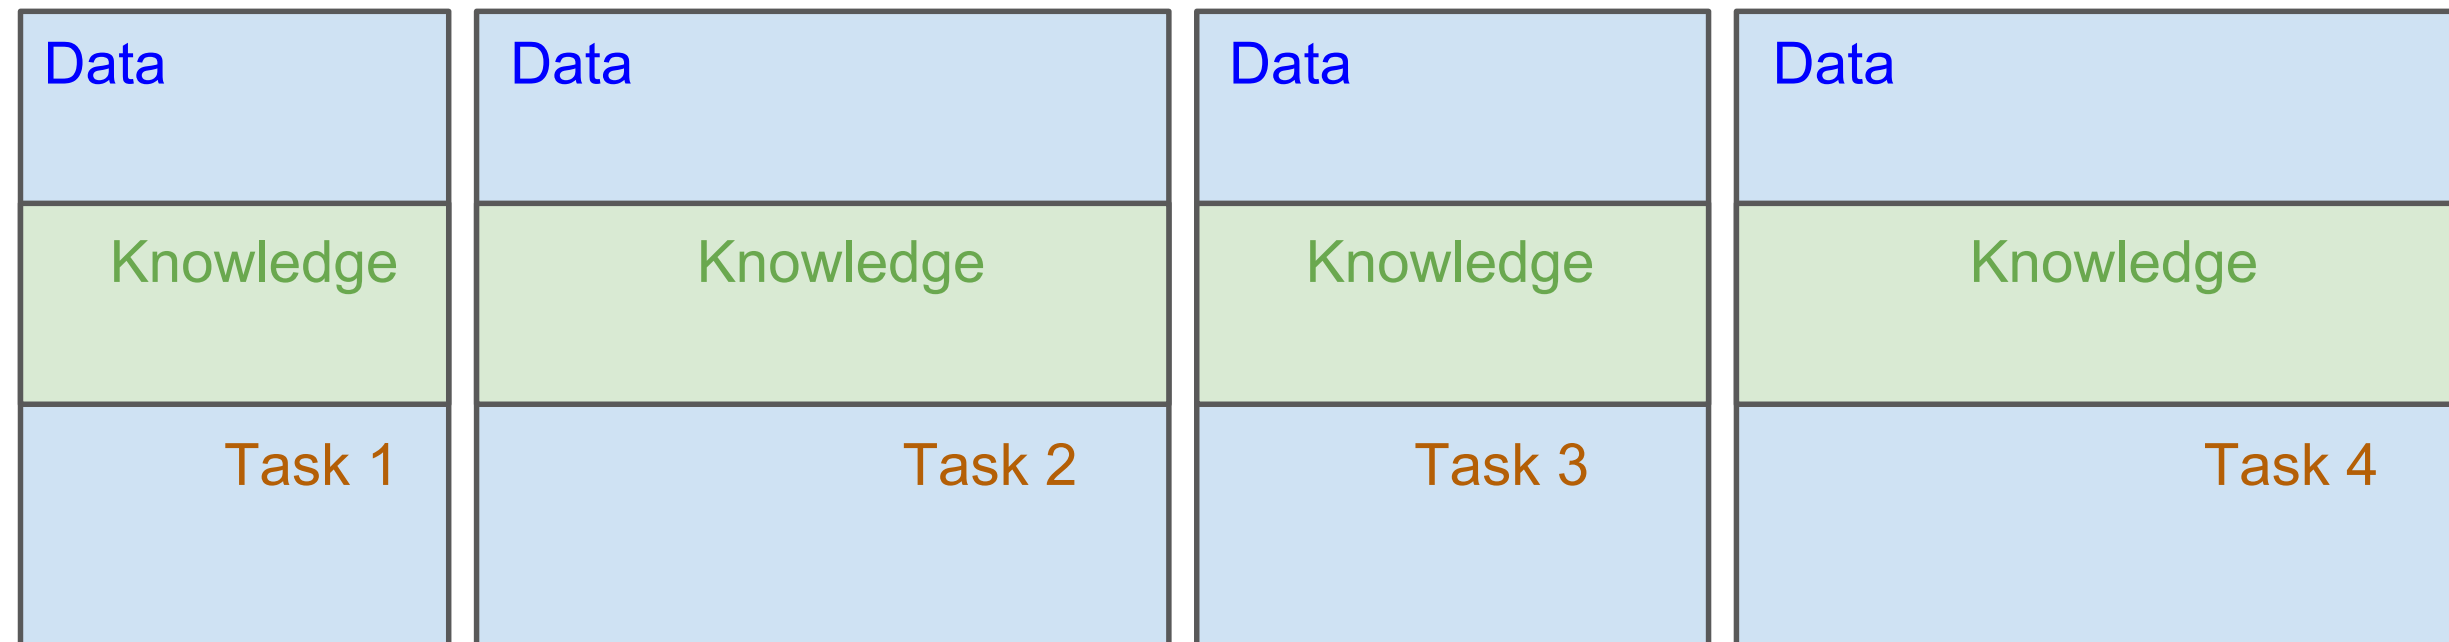 Data Data Data Data
Knowledge Knowledge Knowledge Knowledge
Task 1 Task 2 Task 3 Task 4